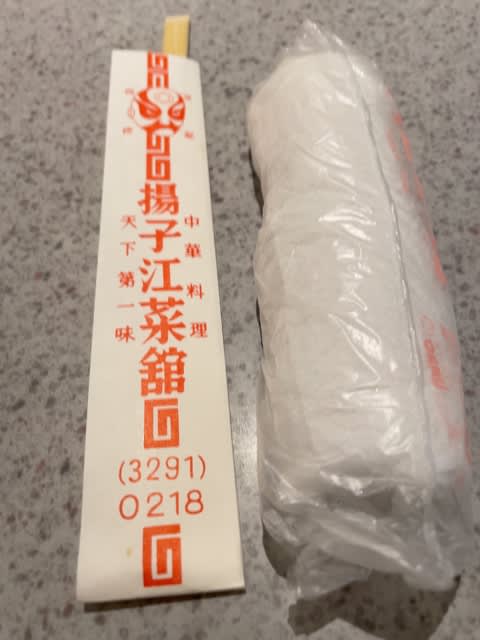 中華料理
揚子江菜舘
天下第一味
(3291)
0218